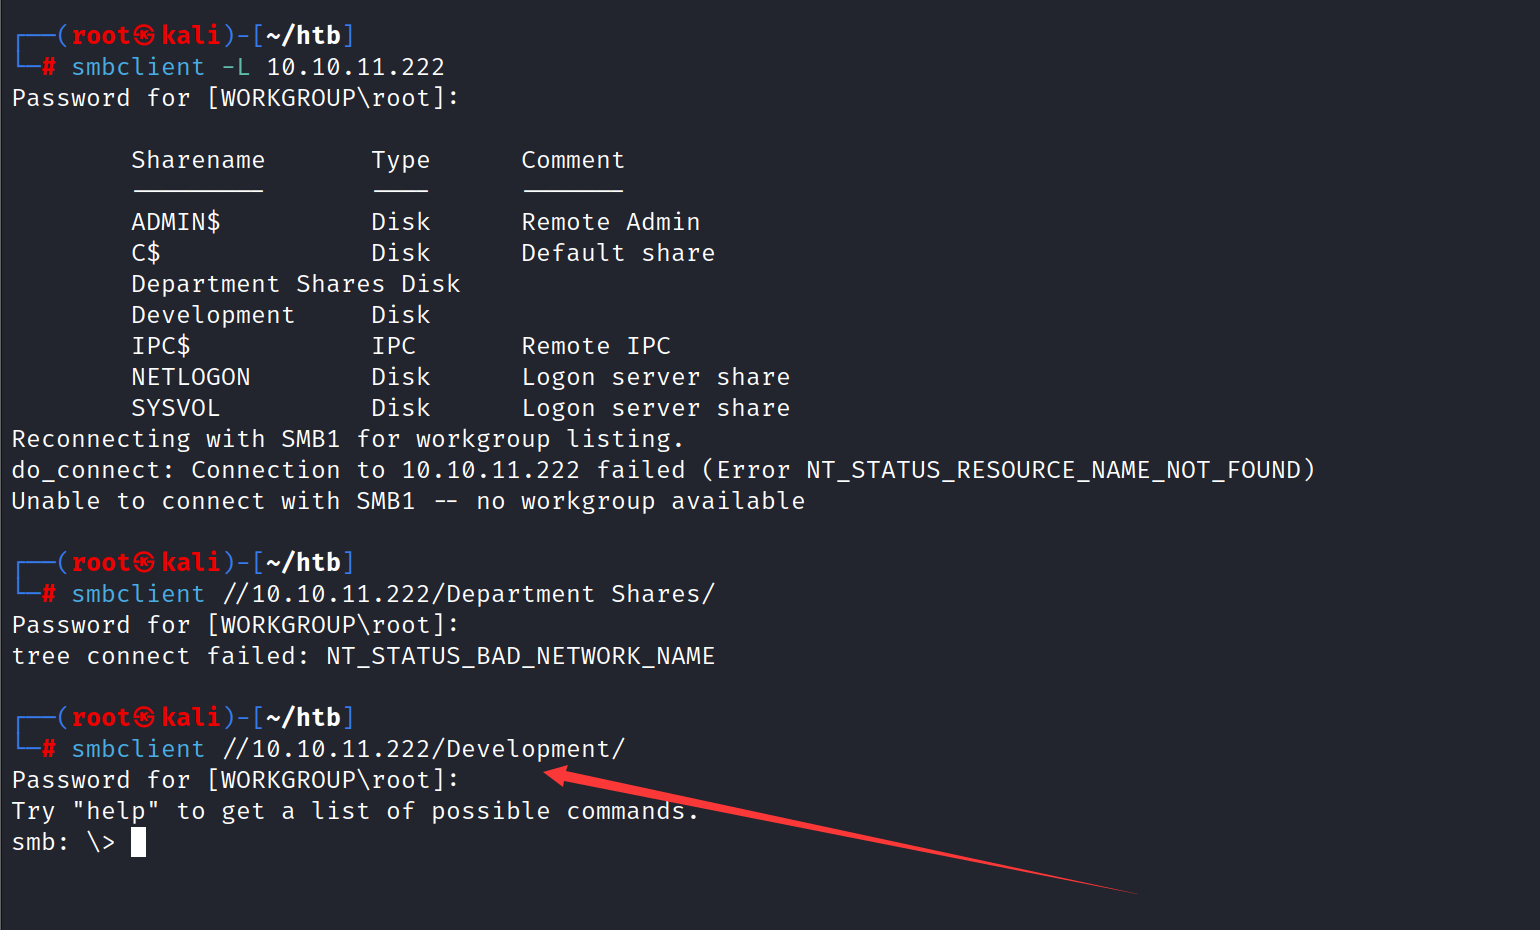 ┌──(root㉿kali)-[~/htb]
└─# smbclient -L 10.10.11.222
Password for [WORKGROUP\root]:
Sharename Type Comment
--------- ---- -------
ADMIN$ Disk Remote Admin
C$ Disk Default share
Department Shares Disk
Development Disk
IPC$ IPC Remote IPC
NETLOGON Disk Logon server share
SYSVOL Disk Logon server share
Reconnecting with SMB1 for workgroup listing.
do_connect: Connection to 10.10.11.222 failed (Error NT_STATUS_RESOURCE_NAME_NOT_FOUND)
Unable to connect with SMB1 -- no workgroup available
┌──(root㉿kali)-[~/htb]
└─# smbclient //10.10.11.222/Department Shares/
Password for [WORKGROUP\root]:
tree connect failed: NT_STATUS_BAD_NETWORK_NAME
┌──(root㉿kali)-[~/htb]
└─# smbclient //10.10.11.222/Development/
Password for [WORKGROUP\root]:
Try "help" to get a list of possible commands.
smb: \>